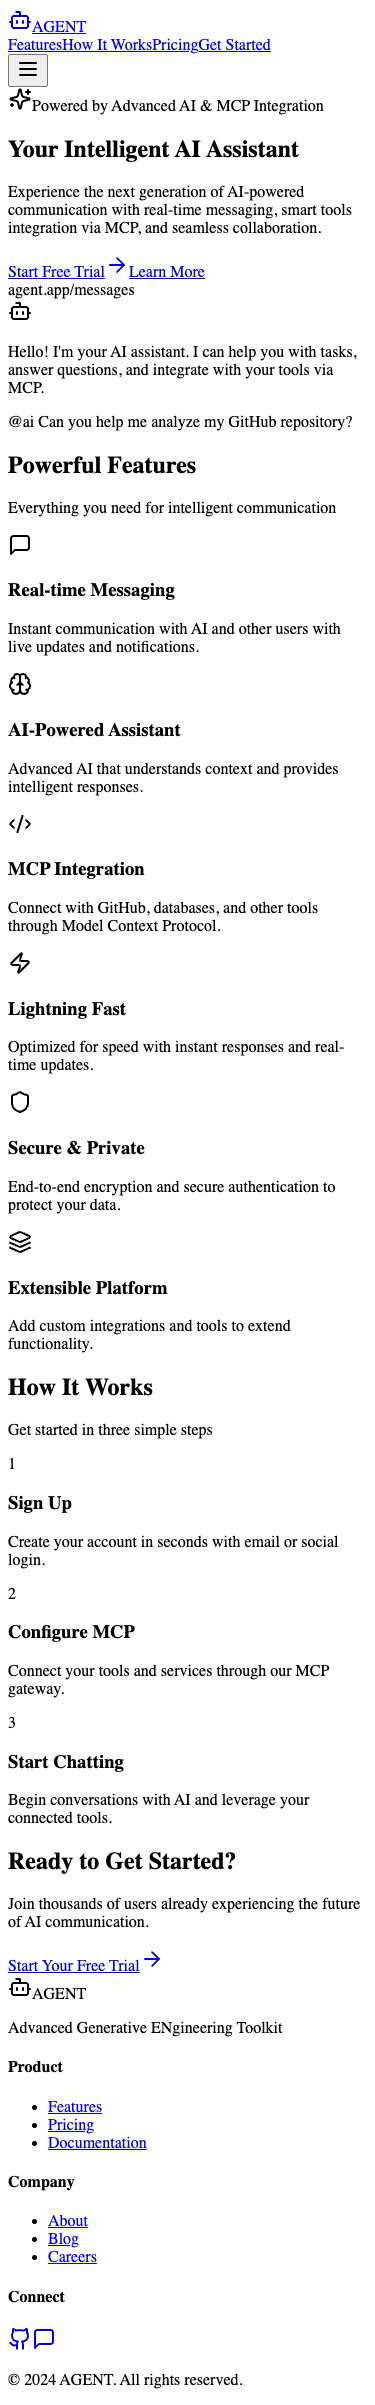 AGENT
FeaturesHow It WorksPricingGet Started
Powered by Advanced AI & MCP Integration
Your Intelligent AI Assistant
Experience the next generation of AI-powered
communication with real-time messaging, smart tools
integration via MCP, and seamless collaboration.
Start Free Trial Learn More
agent.app/messages
Hello! I'm your AI assistant. I can help you with tasks,
answer questions, and integrate with your tools via
MCP.
@ai Can you help me analyze my GitHub repository?
Powerful Features
Everything you need for intelligent communication
Real-time Messaging
Instant communication with AI and other users with
live updates and notifications.
AI-Powered Assistant
Advanced AI that understands context and provides
intelligent responses.
MCP Integration
Connect with GitHub, databases, and other tools
through Model Context Protocol.
Lightning Fast
Optimized for speed with instant responses and real-
time updates.
Secure & Private
End-to-end encryption and secure authentication to
protect your data.
Extensible Platform
Add custom integrations and tools to extend
functionality.
How It Works
Get started in three simple steps
1
Sign Up
Create your account in seconds with email or social
login.
2
Configure MCP
Connect your tools and services through our MCP
gateway.
3
Start Chatting
Begin conversations with AI and leverage your
connected tools.
Ready to Get Started?
Join thousands of users already experiencing the future
of AI communication.
Start Your Free Trial
AGENT
Advanced Generative ENgineering Toolkit
Product
Features
Pricing
Documentation
Company
About
Blog
Careers
Connect
© 2024 AGENT. All rights reserved.